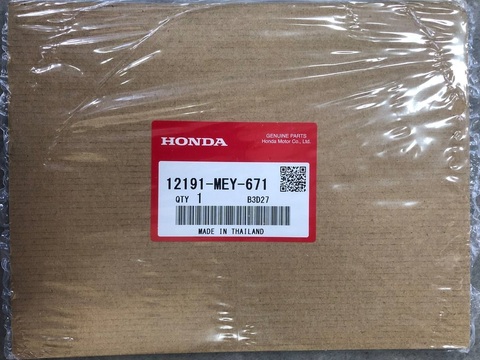 HONDA
GENUINE PARTS
Honda Motor Co., Ltd.
12191-MEY-671
QTY 1 B3D27
MADE IN THAILAND